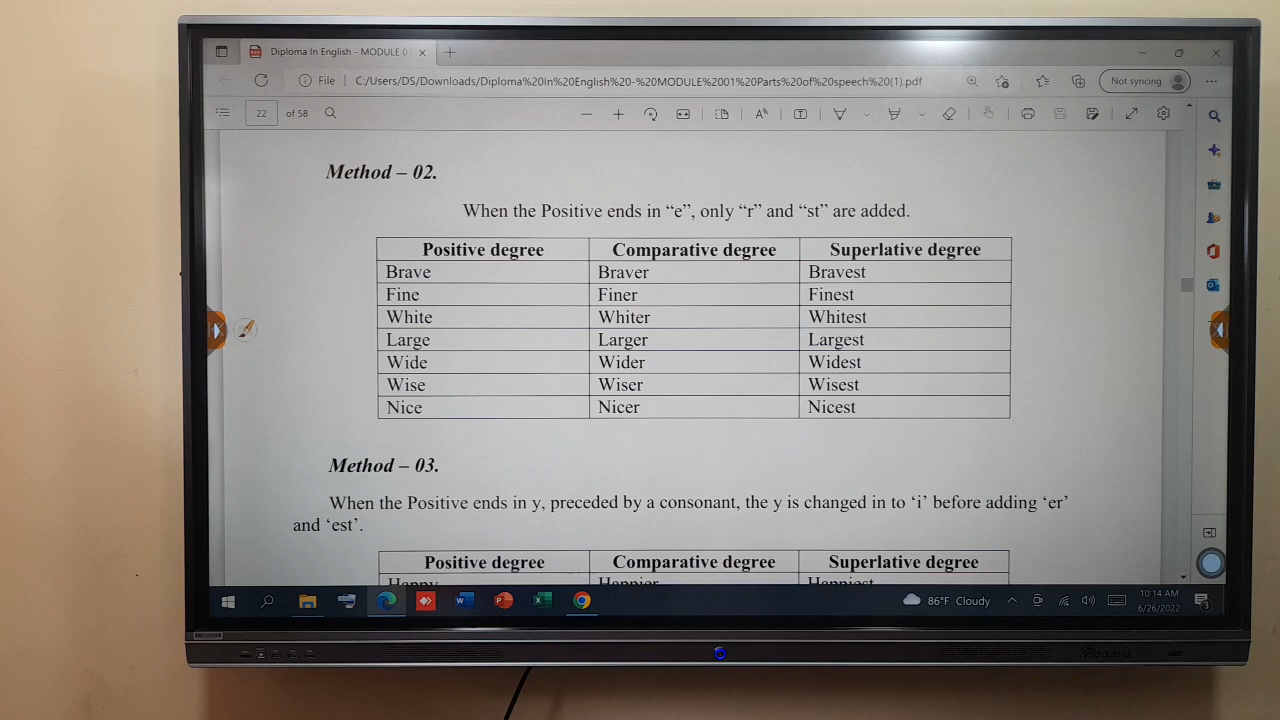 Diploma In English - MODULE 0
File C:/Users/DS/Downloads/Diploma%20In%20English%20-%20MODULE%2001%20Parts%20of%20speech%20(1).pdf Not syncing
22 of 58
Method – 02.
When the Positive ends in “e”, only “r” and “st” are added.
Positive degree Comparative degree Superlative degree
Brave Braver Bravest
Fine Finer Finest
White Whiter Whitest
Large Larger Largest
Wide Wider Widest
Wise Wiser Wisest
Nice Nicer Nicest
Method – 03.
When the Positive ends in y, preceded by a consonant, the y is changed in to ‘i’ before adding ‘er’
and ‘est’.
Positive degree Comparative degree Superlative degree
Happy Happier Happiest
86°F Cloudy 10:14 AM
6/26/2022